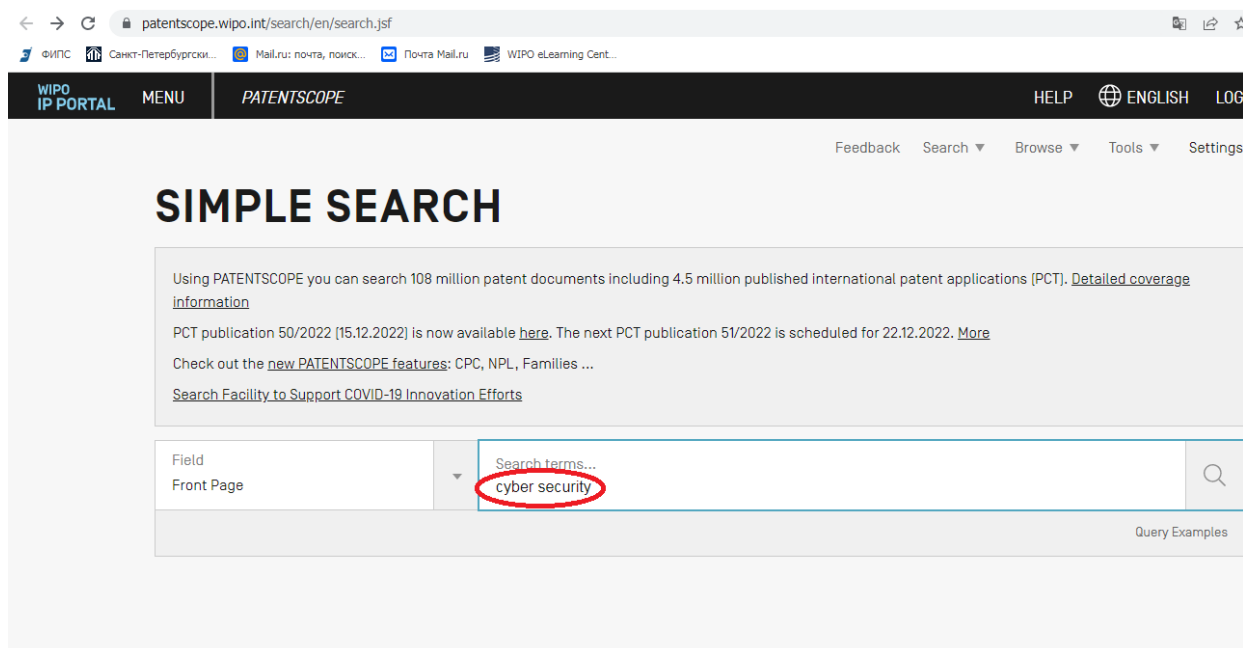 patentscope.wipo.int/search/en/search.jsf
ФИПС Санкт-Петербургски... Mail.ru: почта, поиск... Почта Mail.ru WIPO eLearning Cent...
WIPO
IP PORTAL MENU PATENTSCOPE HELP ENGLISH LOG
Feedback Search Browse Tools Settings
SIMPLE SEARCH
Using PATENTSCOPE you can search 108 million patent documents including 4.5 million published international patent applications (PCT). Detailed coverage
information
PCT publication 50/2022 [15.12.2022] is now available here. The next PCT publication 51/2022 is scheduled for 22.12.2022. More
Check out the new PATENTSCOPE features: CPC, NPL, Families ...
Search Facility to Support COVID-19 Innovation Efforts
Field
Front Page
Search terms...
cyber security
Query Examples